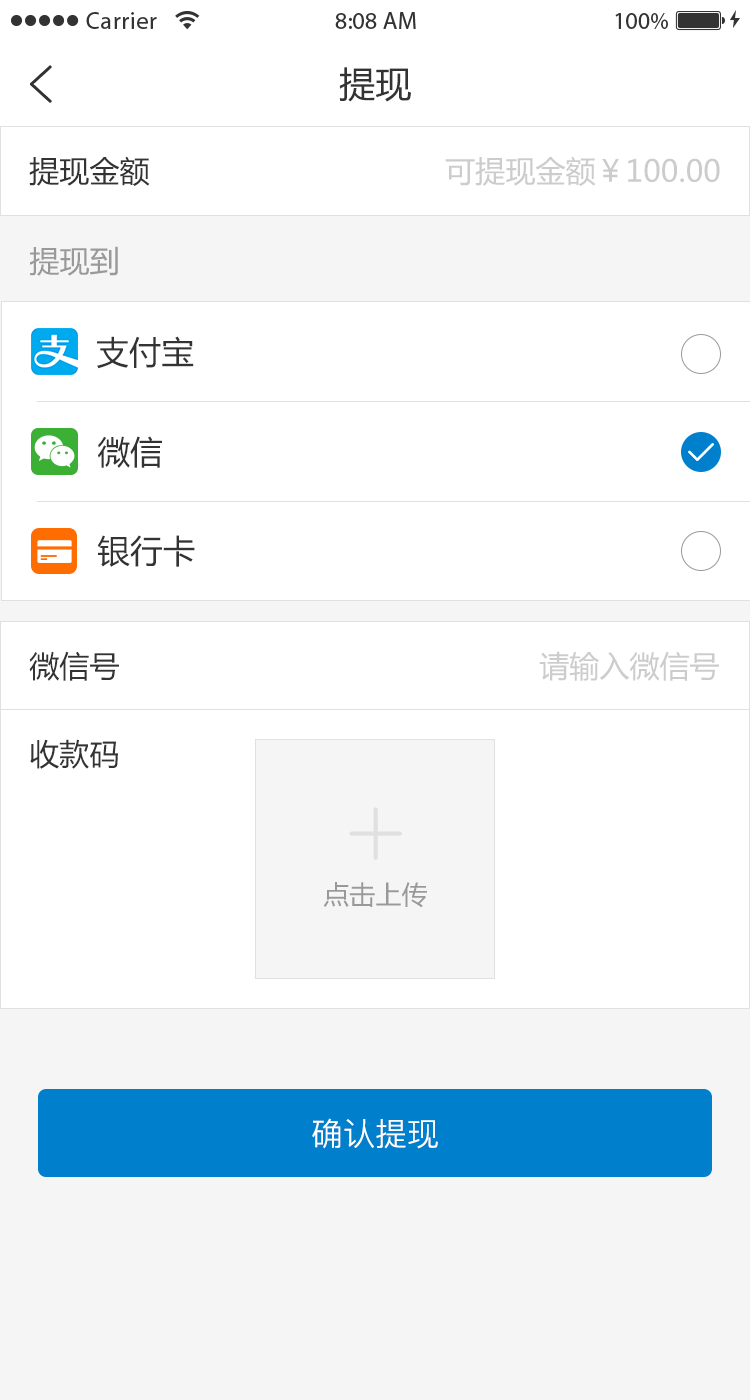 Carrier 8:08 AM 100%
提现
提现金额 可提现金额￥100.00
提现到
支付宝
微信
银行卡
微信号 请输入微信号
收款码
点击上传
确认提现